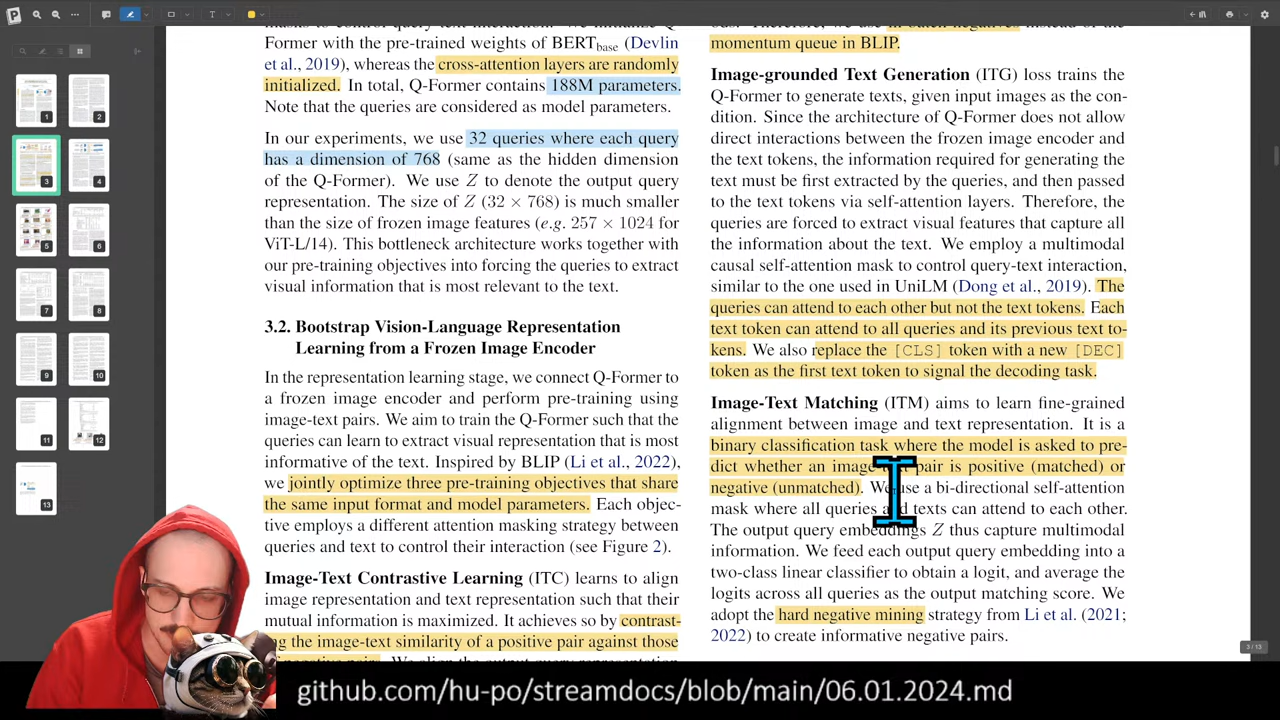 Former with the pre-trained weights of BERTbase (Devlin
et al., 2019), whereas the cross-attention layers are randomly
initialized. In total, Q-Former contains 188M parameters.
Note that the queries are considered as model parameters.
In our experiments, we use 32 queries where each query
has a dimension of 768 (same as the hidden dimension
of the Q-Former). We use Z to denote the output query
representation. The size of Z (32 × 768) is much smaller
than the size of frozen image features (e.g. 257 × 1024 for
ViT-L/14). This bottleneck architecture works together with
our pre-training objectives into forcing the queries to extract
visual information that is most relevant to the text.
3.2. Bootstrap Vision-Language Representation
Learning from a Frozen Image Encoder
In the representation learning stage, we connect Q-Former to
a frozen image encoder and perform pre-training using
image-text pairs. We aim to train the Q-Former such that the
queries can learn to extract visual representation that is most
informative of the text. Inspired by BLIP (Li et al., 2022),
we jointly optimize three pre-training objectives that share
the same input format and model parameters. Each objec-
tive employs a different attention masking strategy between
queries and text to control their interaction (see Figure 2).
Image-Text Contrastive Learning (ITC) learns to align
image representation and text representation such that their
mutual information is maximized. It achieves so by contrast-
ing the image-text similarity of a positive pair against those
momentum queue in BLIP.
Image-grounded Text Generation (ITG) loss trains the
Q-Former to generate texts, given input images as the con-
dition. Since the architecture of Q-Former does not allow
direct interactions between the frozen image encoder and
the text tokens, the information required for generating the
text must be first extracted by the queries, and then passed
to the text tokens via self-attention layers. Therefore, the
queries are forced to extract visual features that capture all
the information about the text. We employ a multimodal
causal self-attention mask to control query-text interaction,
similar to the one used in UniLM (Dong et al., 2019). The
queries can attend to each other but not the text tokens. Each
text token can attend to all queries and its previous text to-
kens. We also replace the [CLS] token with a new [DEC]
token as the first text token to signal the decoding task.
Image-Text Matching (ITM) aims to learn fine-grained
alignment between image and text representation. It is a
binary classification task where the model is asked to pre-
dict whether an image pair is positive (matched) or
negative (unmatched). We use a bi-directional self-attention
mask where all queries and texts can attend to each other.
The output query embeddings Z thus capture multimodal
information. We feed each output query embedding into a
two-class linear classifier to obtain a logit, and average the
logits across all queries as the output matching score. We
adopt the hard negative mining strategy from Li et al. (2021;
2022) to create informative negative pairs.
1
2
3
4
5
6
7
8
9
10
11
12
13
3 / 13
github.com/hu-po/streamdocs/blob/main/06.01.2024.md